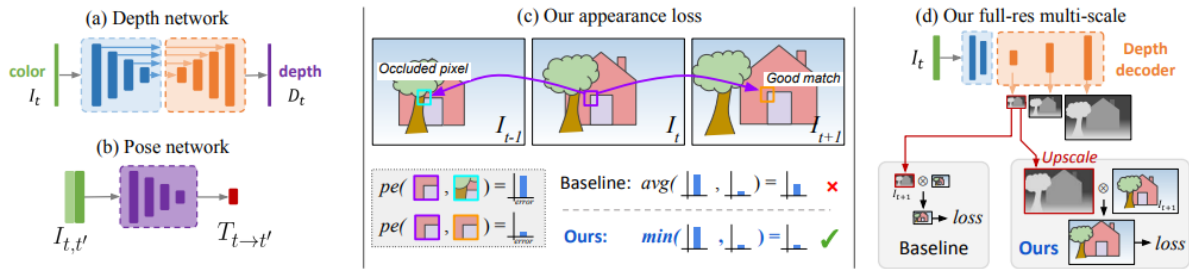 (a) Depth network
color
I_t
depth
D_t
(b) Pose network
I_{t,t'}
T_{t→t'}
(c) Our appearance loss
Occluded pixel
Good match
I_{t-1}
I_t
I_{t+1}
pe( , ) =
error
pe( , ) =
error
Baseline: avg( , ) = ×
Ours: min( , ) = ✓
(d) Our full-res multi-scale
I_t
Depth
decoder
Upscale
I_{t+1}
⊗
loss
Baseline
⊗
I_{t+1}
loss
Ours